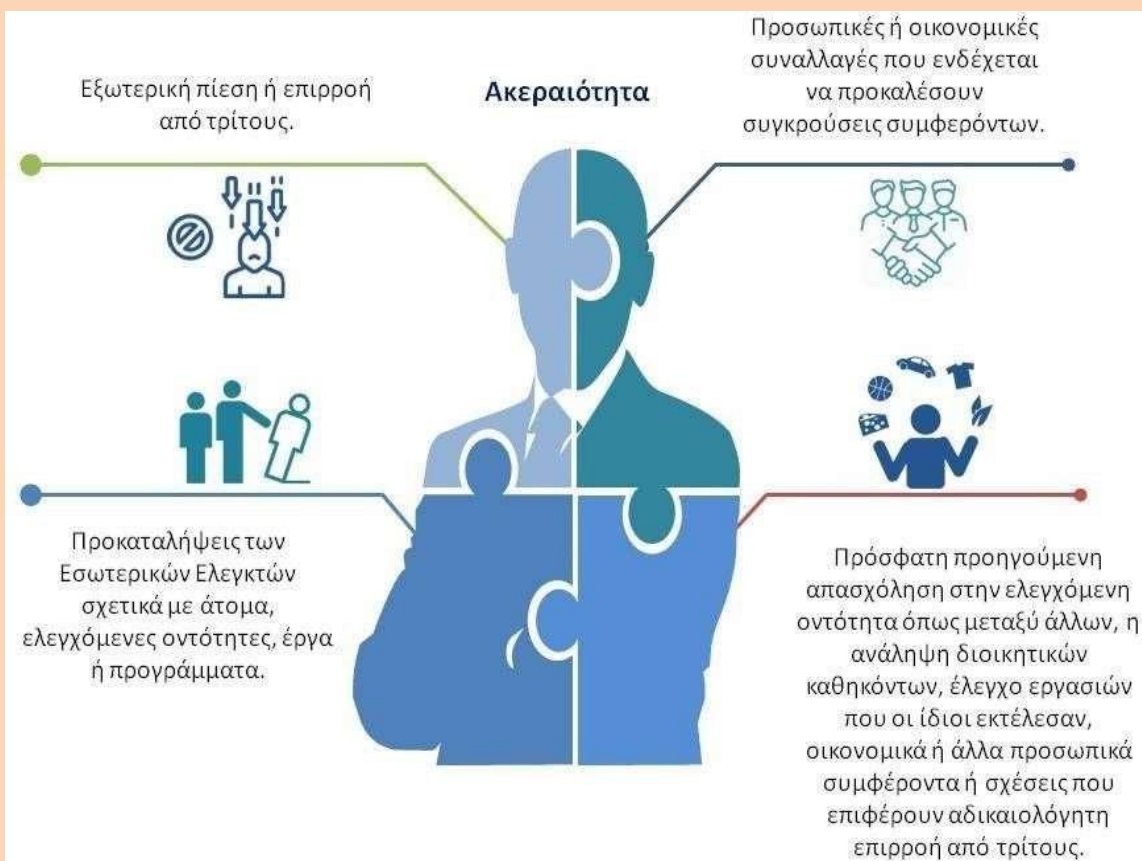 Εξωτερική πίεση ή επιρροή
από τρίτους.
Ακεραιότητα
Προσωπικές ή οικονομικές
συναλλαγές που ενδέχεται
να προκαλέσουν
συγκρούσεις συμφερόντων.
Προκαταλήψεις των
Εσωτερικών Ελεγκτών
σχετικά με άτομα,
ελεγχόμενες οντότητες, έργα
ή προγράμματα.
Πρόσφατη προηγούμενη
απασχόληση στην ελεγχόμενη
οντότητα όπως μεταξύ άλλων, η
ανάληψη διοικητικών
καθηκόντων, έλεγχο εργασιών
που οι ίδιοι εκτέλεσαν,
οικονομικά ή άλλα προσωπικά
συμφέροντα ή σχέσεις που
επιφέρουν αδικαιολόγητη
επιρροή από τρίτους.